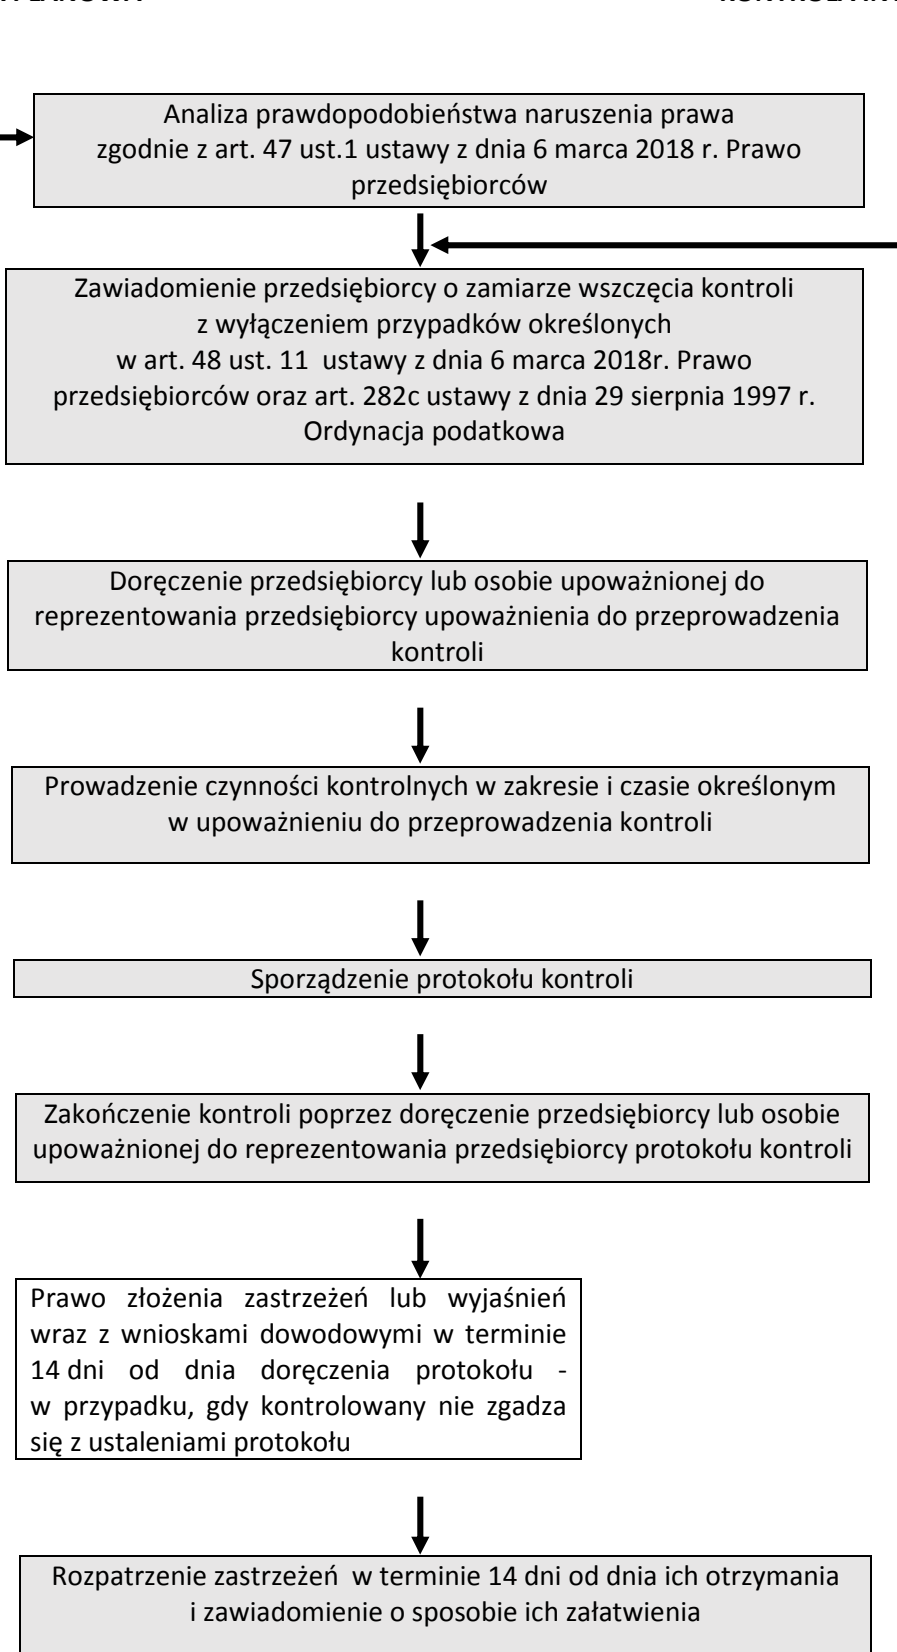 Analiza prawdopodobieństwa naruszenia prawa
zgodnie z art. 47 ust.1 ustawy z dnia 6 marca 2018 r. Prawo
przedsiębiorców
Zawiadomienie przedsiębiorcy o zamiarze wszczęcia kontroli
z wyłączeniem przypadków określonych
w art. 48 ust. 11 ustawy z dnia 6 marca 2018r. Prawo
przedsiębiorców oraz art. 282c ustawy z dnia 29 sierpnia 1997 r.
Ordynacja podatkowa
Doręczenie przedsiębiorcy lub osobie upoważnionej do
reprezentowania przedsiębiorcy upoważnienia do przeprowadzenia
kontroli
Prowadzenie czynności kontrolnych w zakresie i czasie określonym
w upoważnieniu do przeprowadzenia kontroli
Sporządzenie protokołu kontroli
Zakończenie kontroli poprzez doręczenie przedsiębiorcy lub osobie
upoważnionej do reprezentowania przedsiębiorcy protokołu kontroli
Prawo złożenia zastrzeżeń lub wyjaśnień
wraz z wnioskami dowodowymi w terminie
14 dni od dnia doręczenia protokołu -
w przypadku, gdy kontrolowany nie zgadza
się z ustaleniami protokołu
Rozpatrzenie zastrzeżeń w terminie 14 dni od dnia ich otrzymania
i zawiadomienie o sposobie ich załatwienia